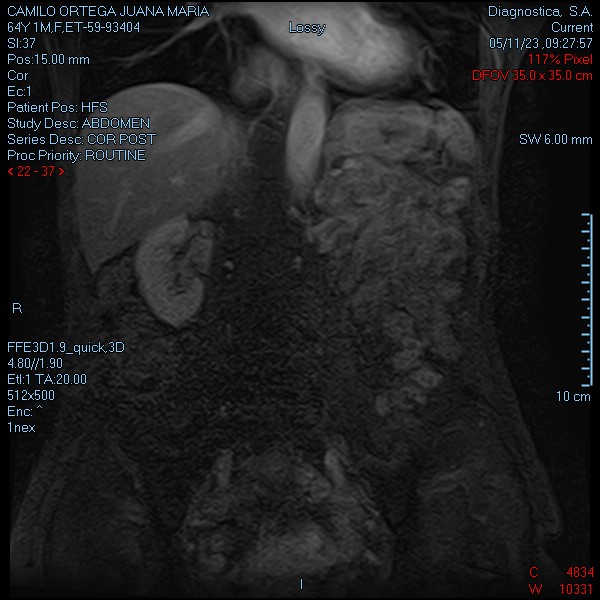 CAMILO ORTEGA JUANA MARIA
64Y 1M,F,ET-59-93404
Sl:37
Pos:15.00 mm
Cor
Ec:1
Patient Pos: HFS
Study Desc: ABDOMEN
Series Desc: COR POST
Proc Priority: ROUTINE
< 22 - 37 >
Lossy
Diagnostica, S.A.
Current
05/11/23 ,09:27:57
117% Pixel
DFOV 35.0 x 35.0 cm
SW 6.00 mm
R
FFE3D1.9_quick,3D
4.80//1.90
Etl:1 TA:20.00
512x500
Enc: ^
1nex
10 cm
I
C 4834
W 10331